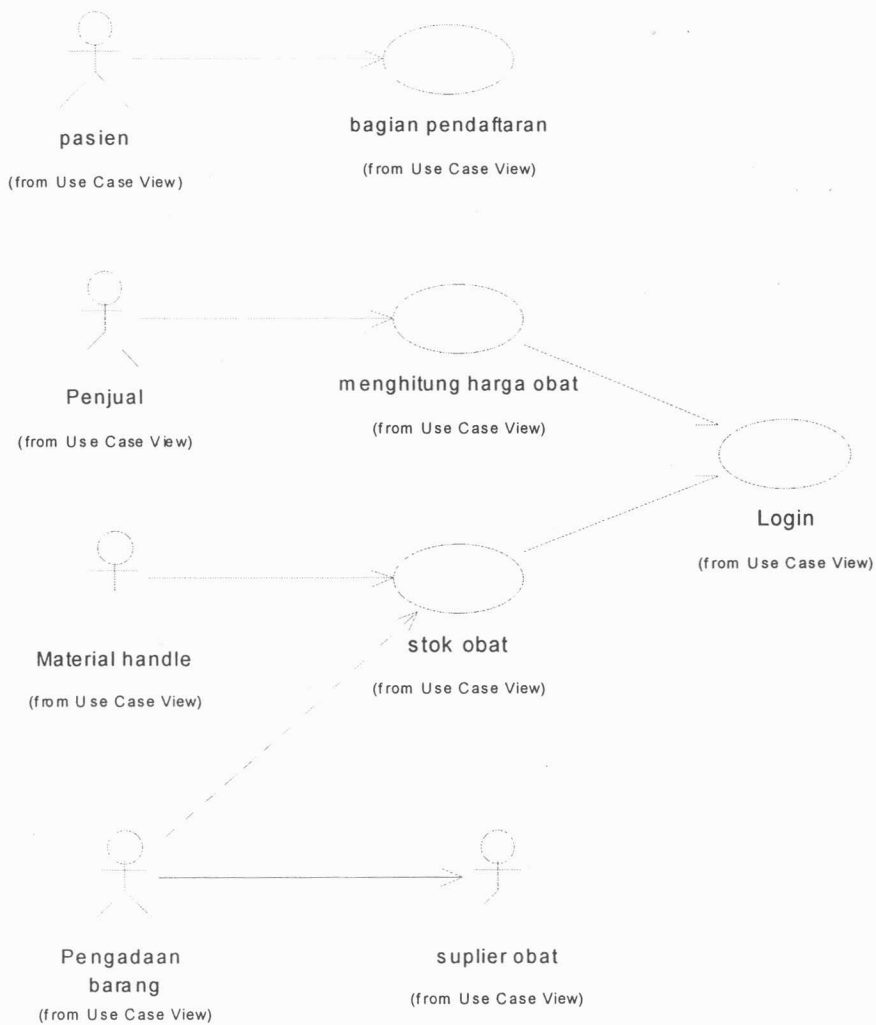 pasien
(from Use Case View)
bagian pendaftaran
(from Use Case View)
Penjual
(from Use Case View)
menghitung harga obat
(from Use Case View)
Login
(from Use Case View)
Material handle
(from Use Case View)
stok obat
(from Use Case View)
Pengadaan
barang
(from Use Case View)
suplier obat
(from Use Case View)